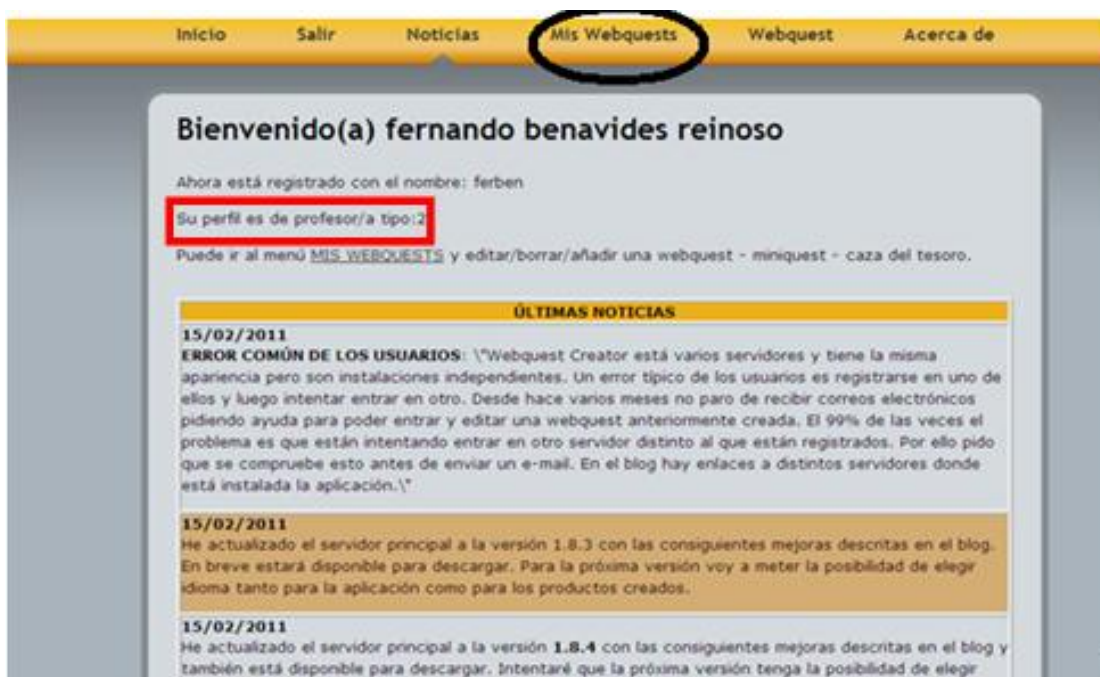 Inicio Salir Noticias Mis Webquests Webquest Acerca de
Bienvenido(a) fernando benavides reinoso
Ahora está registrado con el nombre: ferben
Su perfil es de profesor/a tipo:2
Puede ir al menú MIS WEBQUESTS y editar/borrar/añadir una webquest - miniquest - caza del tesoro.
ÚLTIMAS NOTICIAS
15/02/2011
ERROR COMÚN DE LOS USUARIOS: \"Webquest Creator está varios servidores y tiene la misma
apariencia pero son instalaciones independientes. Un error típico de los usuarios es registrarse en uno de
ellos y luego intentar entrar en otro. Desde hace varios meses no paro de recibir correos electrónicos
pidiendo ayuda para poder entrar y editar una webquest anteriormente creada. El 99% de las veces el
problema es que están intentando entrar en otro servidor distinto al que están registrados. Por ello pido
que se compruebe esto antes de enviar un e-mail. En el blog hay enlaces a distintos servidores donde
está instalada la aplicación.\"
15/02/2011
He actualizado el servidor principal a la versión 1.8.3 con las consiguientes mejoras descritas en el blog.
En breve estará disponible para descargar. Para la próxima versión voy a meter la posibilidad de elegir
idioma tanto para la aplicación como para los productos creados.
15/02/2011
He actualizado el servidor principal a la versión 1.8.4 con las consiguientes mejoras descritas en el blog y
también está disponible para descargar. Intentaré que la próxima versión tenga la posibilidad de elegir